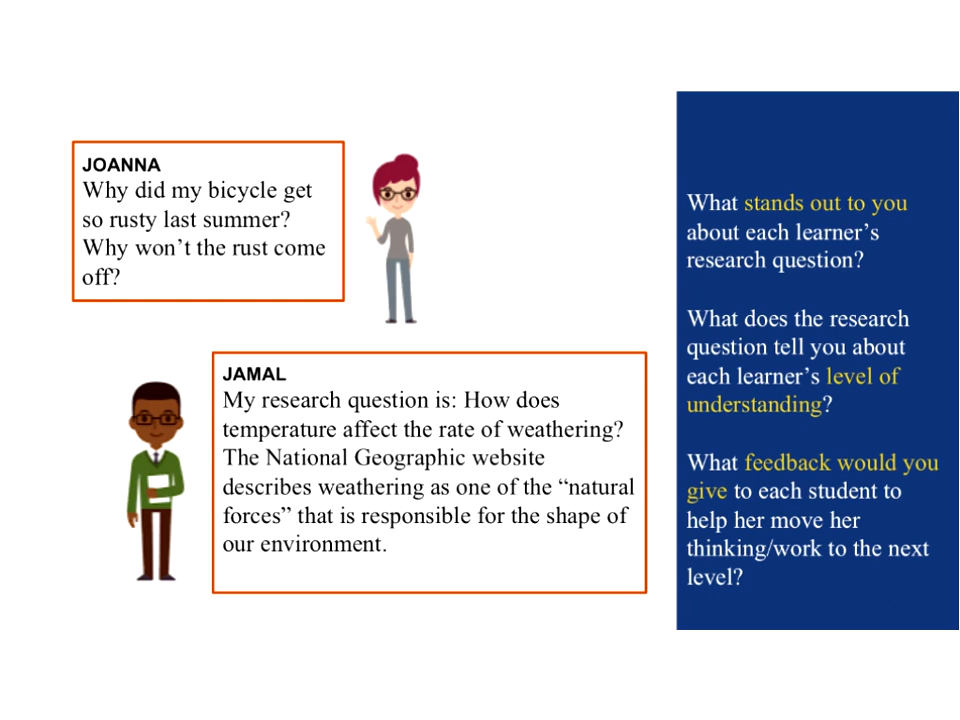 JOANNA
Why did my bicycle get
so rusty last summer?
Why won’t the rust come
off?
JAMAL
My research question is: How does
temperature affect the rate of weathering?
The National Geographic website
describes weathering as one of the “natural
forces” that is responsible for the shape of
our environment.
What stands out to you
about each learner’s
research question?
What does the research
question tell you about
each learner’s level of
understanding?
What feedback would you
give to each student to
help her move her
thinking/work to the next
level?